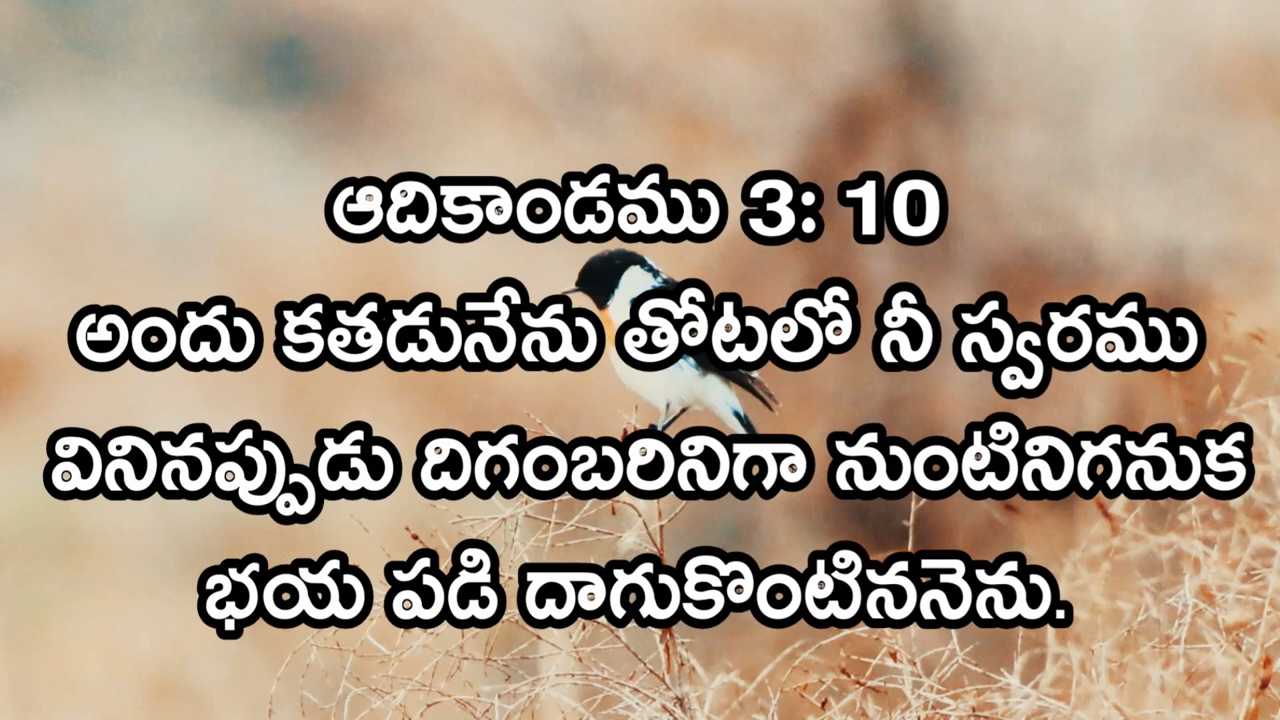 ఆదికాండము 3: 10
అందు కతడునేను తోటలో నీ స్వరము
వినినప్పుడు దిగంబరినిగా నుంటినిగనుక
భయ పడి దాగుకొంటిననెను.